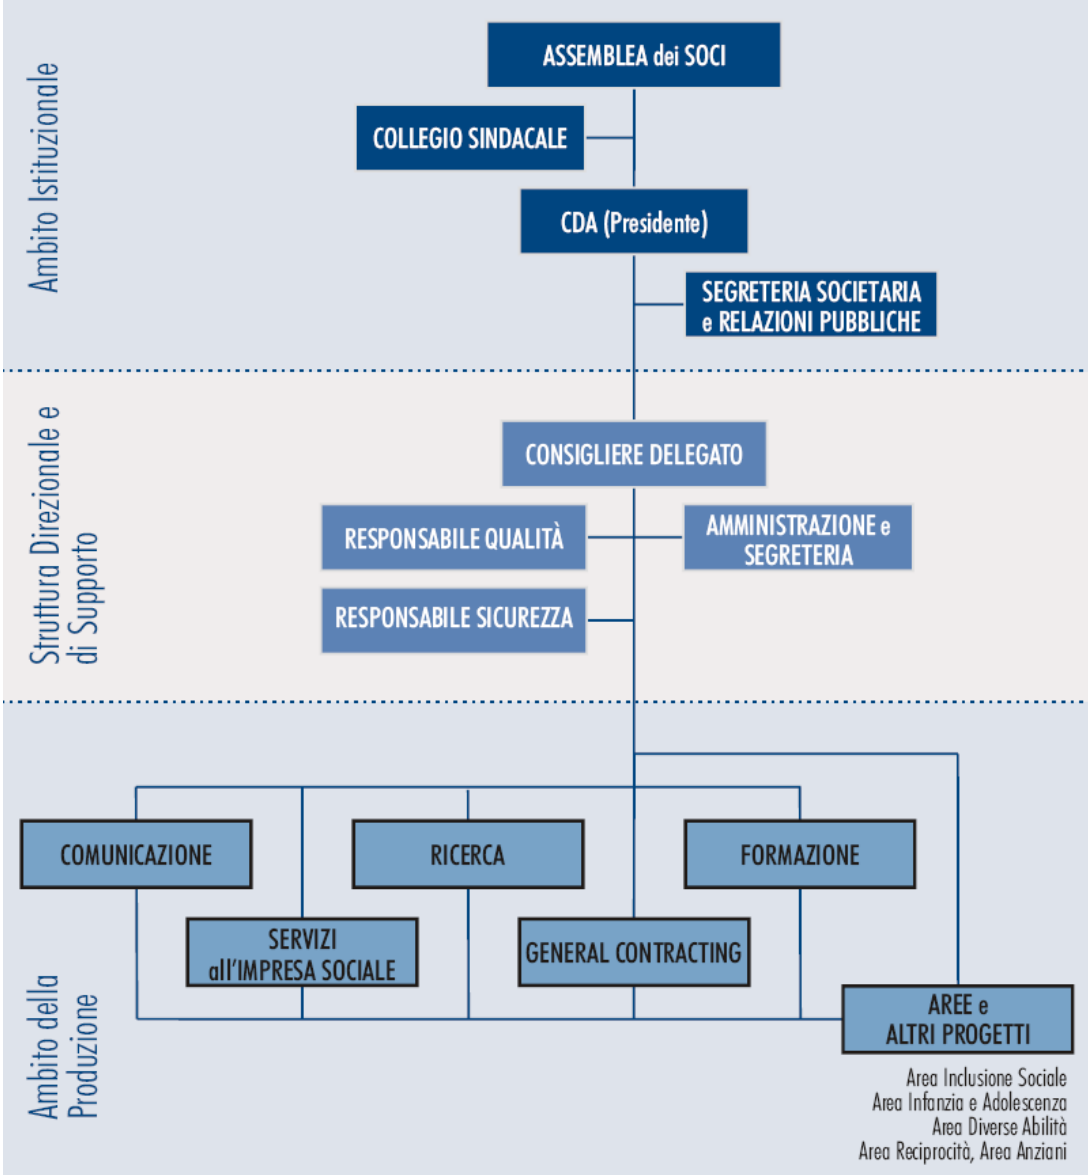 Ambito Istituzionale
ASSEMBLEA dei SOCI
COLLEGIO SINDACALE
CDA (Presidente)
SEGRETERIA SOCIETARIA
e RELAZIONI PUBBLICHE
Struttura Direzionale e
di Supporto
CONSIGLIERE DELEGATO
RESPONSABILE QUALITÀ
AMMINISTRAZIONE e
SEGRETERIA
RESPONSABILE SICUREZZA
Ambito della
Produzione
COMUNICAZIONE
RICERCA
FORMAZIONE
SERVIZI
all'IMPRESA SOCIALE
GENERAL CONTRACTING
AREE e
ALTRI PROGETTI
Area Inclusione Sociale
Area Infanzia e Adolescenza
Area Diverse Abilità
Area Reciprocità, Area Anziani